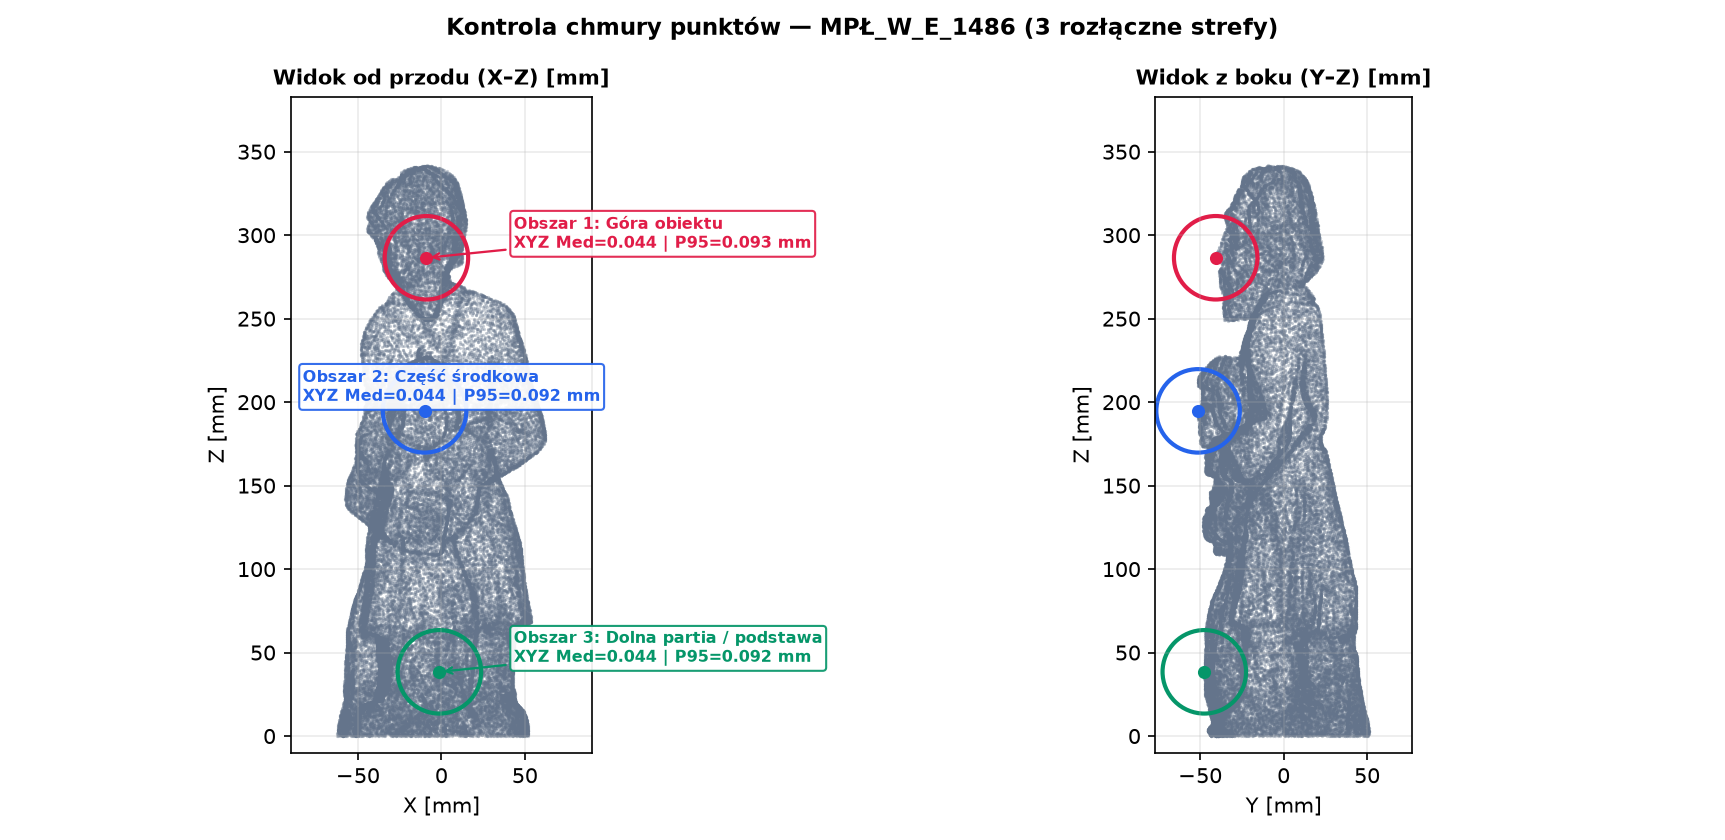 Kontrola chmury punktów — MPŁ_W_E_1486 (3 rozłączne strefy)
Widok od przodu (X–Z) [mm]
350
300
250
200
150
100
50
0
Z [mm]
−50
0
50
X [mm]
Obszar 1: Góra obiektu
XYZ Med=0.044 | P95=0.093 mm
Obszar 2: Część środkowa
XYZ Med=0.044 | P95=0.092 mm
Obszar 3: Dolna partia / podstawa
XYZ Med=0.044 | P95=0.092 mm
Widok z boku (Y–Z) [mm]
350
300
250
200
150
100
50
0
Z [mm]
−50
0
50
Y [mm]